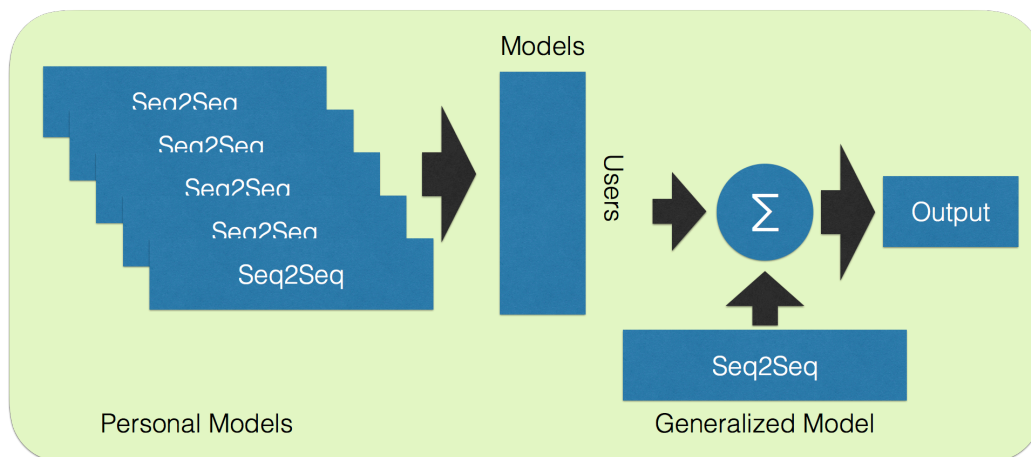 Models
Seq2Seq
Seq2Seq
Seq2Seq
Seq2Seq
Seq2Seq
Users
Σ
Output
Seq2Seq
Personal Models
Generalized Model